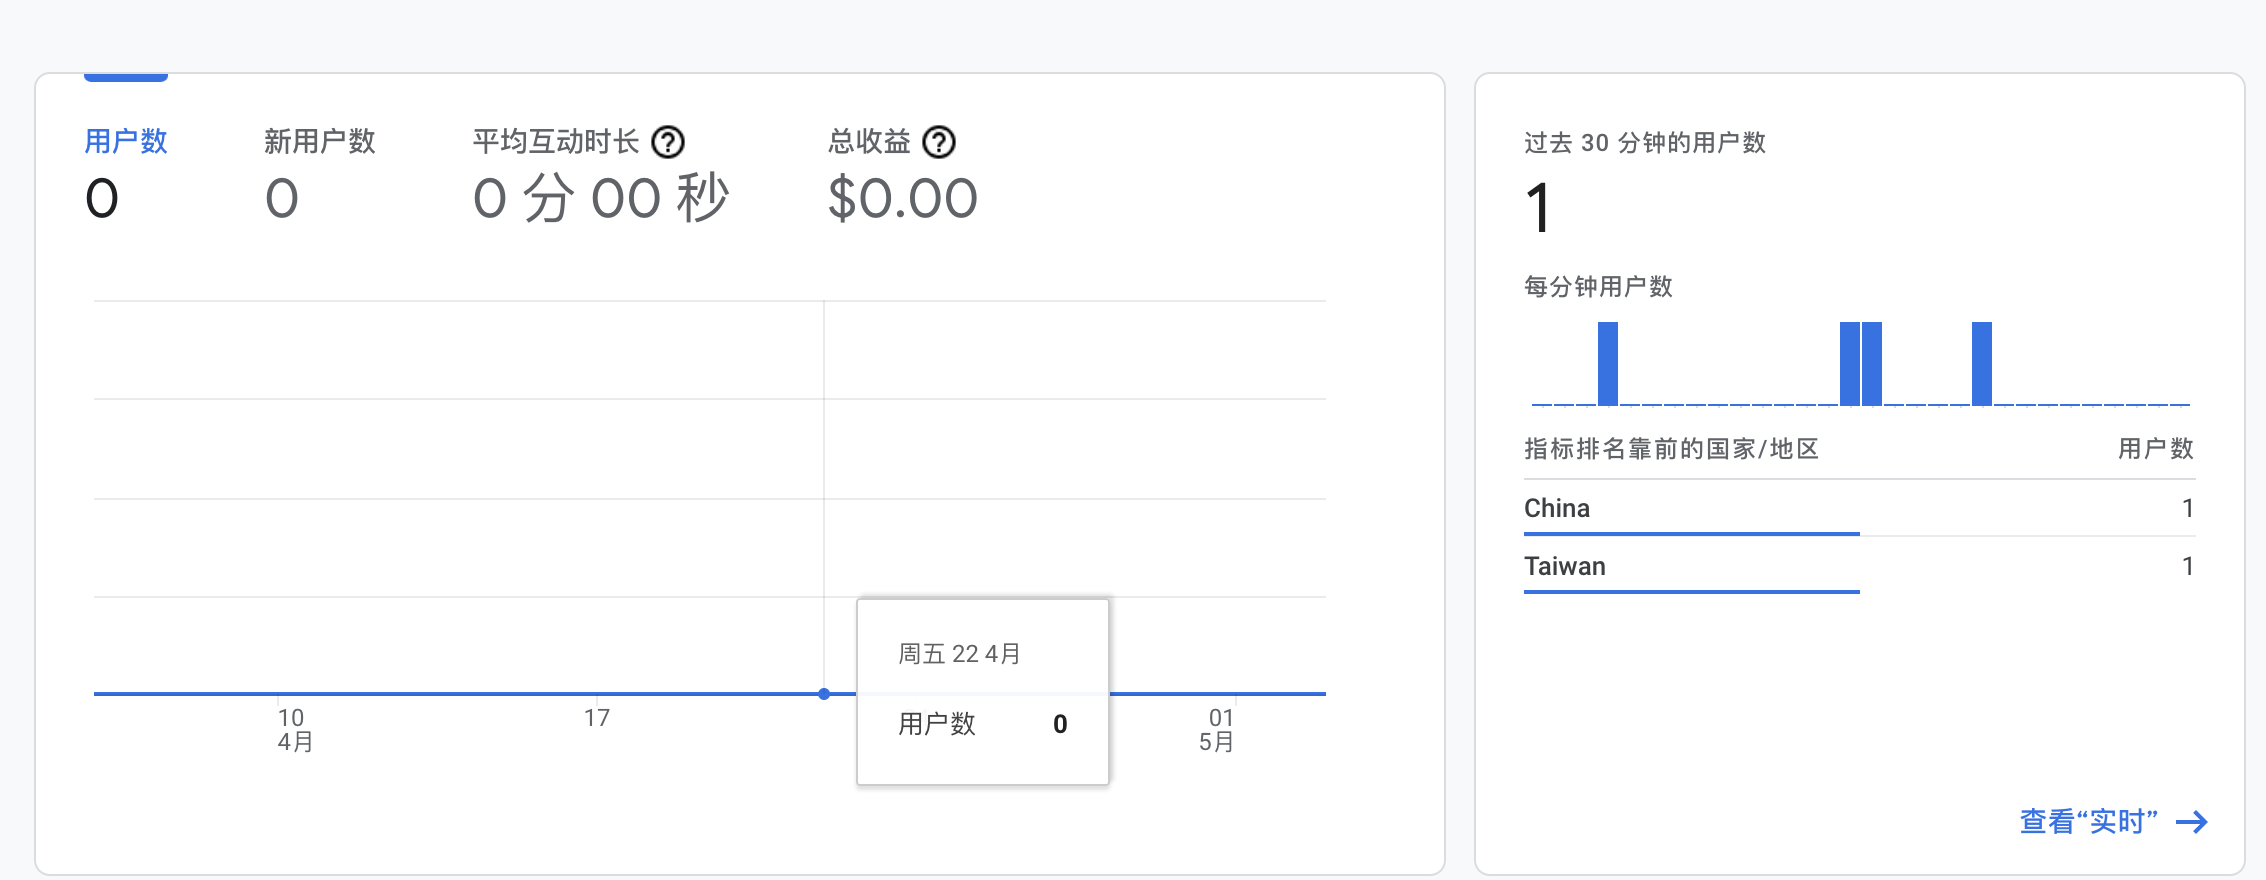 用户数 新用户数 平均互动时长 总收益
0 0 0 分 00 秒 $0.00
周五 22 4月
用户数 0
10 17 01
4月 5月
过去 30 分钟的用户数
1
每分钟用户数
指标排名靠前的国家/地区 用户数
China 1
Taiwan 1
查看“实时” →